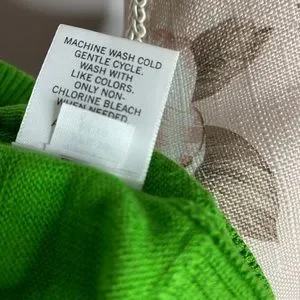 MACHINE WASH COLD
GENTLE CYCLE.
WASH WITH
LIKE COLORS.
ONLY NON-
CHLORINE BLEACH
WHEN NEEDED.